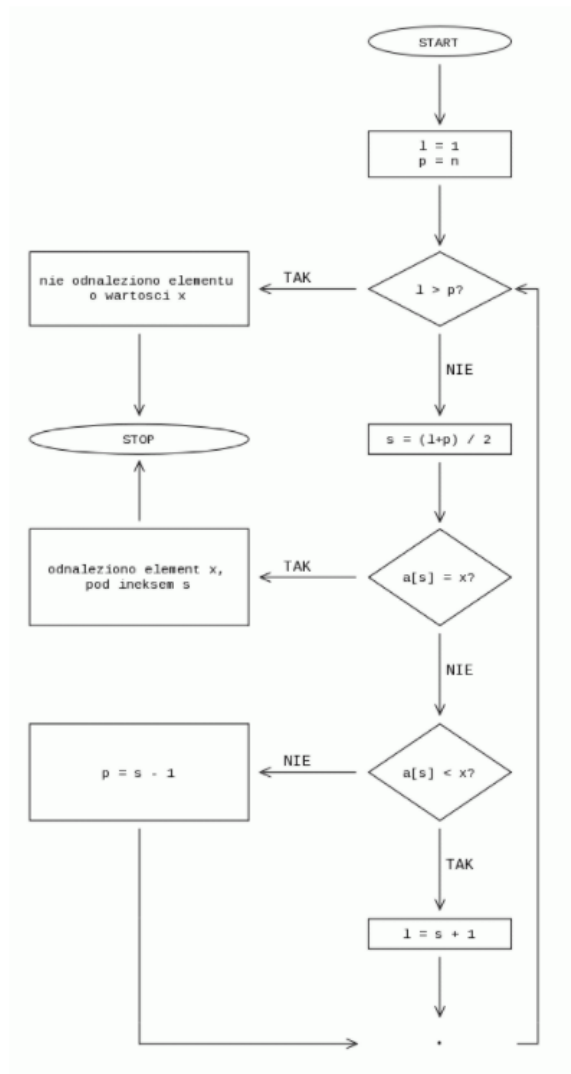 START
l = 1
p = n
l > p?
TAK
nie odnaleziono elementu
o wartosci x
NIE
STOP
s = (l+p) / 2
a[s] = x?
TAK
odnaleziono element x,
pod ineksem s
NIE
a[s] < x?
NIE
p = s - 1
TAK
l = s + 1